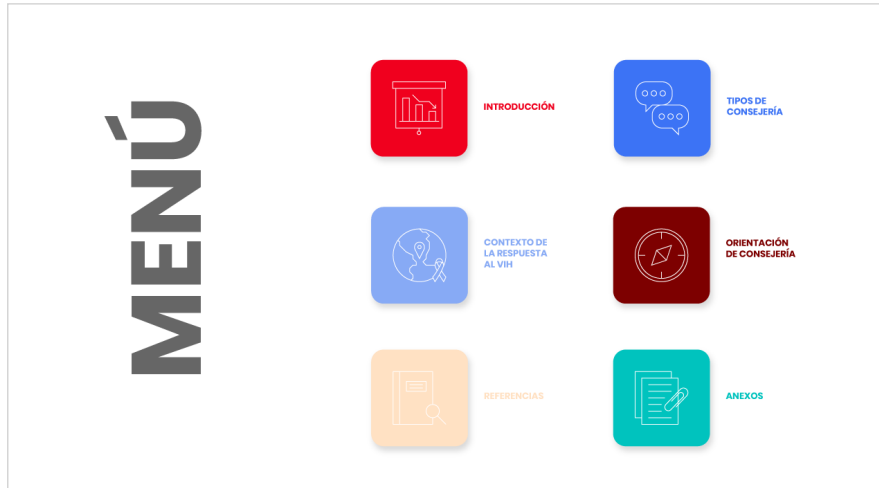 MENÚ
INTRODUCCIÓN
TIPOS DE
CONSEJERÍA
CONTEXTO DE
LA RESPUESTA
AL VIH
ORIENTACIÓN
DE CONSEJERÍA
REFERENCIAS
ANEXOS